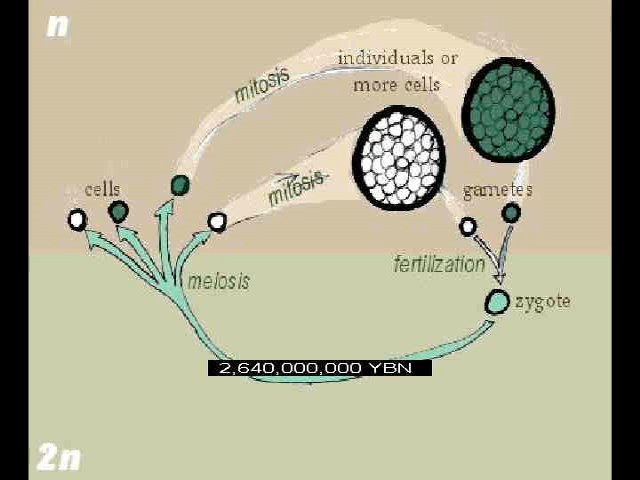 n
individuals or
more cells
mitosis
mitosis
cells
gametes
meiosis
fertilization
zygote
2,640,000,000 YBN
2n